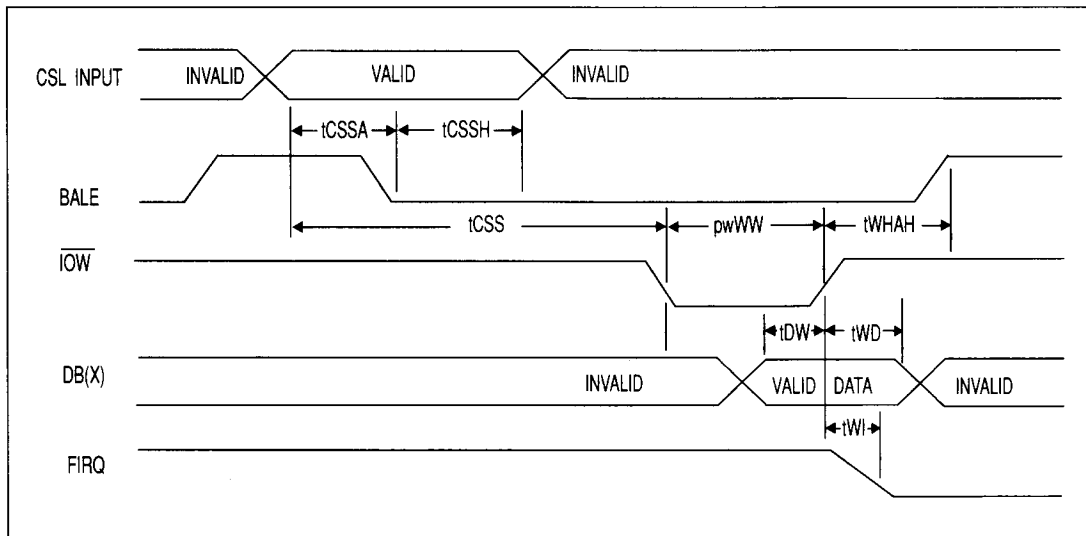 CSL INPUT INVALID VALID INVALID
tCSSA tCSSH
BALE
tCSS pwWW tWHAH
IOW
tDW tWD
DB(X) INVALID VALID DATA INVALID
tWI
FIRQ